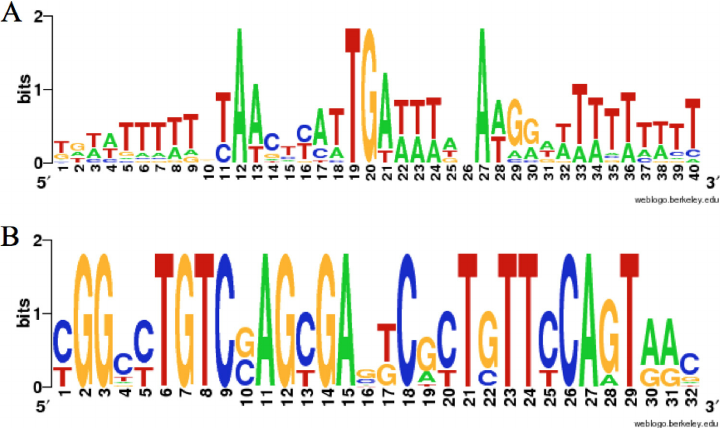 A
2
bits
1
0
TGTATTTTT TAACTCATTGATTTA AAGGATTTTTTTTT
5′ 1 2 3 4 5 6 7 8 9 10 11 12 13 14 15 16 17 18 19 20 21 22 23 24 25 26 27 28 29 30 31 32 33 34 35 36 37 38 39 40 3′
weblogo.berkeley.edu
B
2
bits
1
0
CGGCCTGTCGAGCGAGTCGCTGTTCCAGTAAC
5′ 1 2 3 4 5 6 7 8 9 10 11 12 13 14 15 16 17 18 19 20 21 22 23 24 25 26 27 28 29 30 31 32 3′
weblogo.berkeley.edu